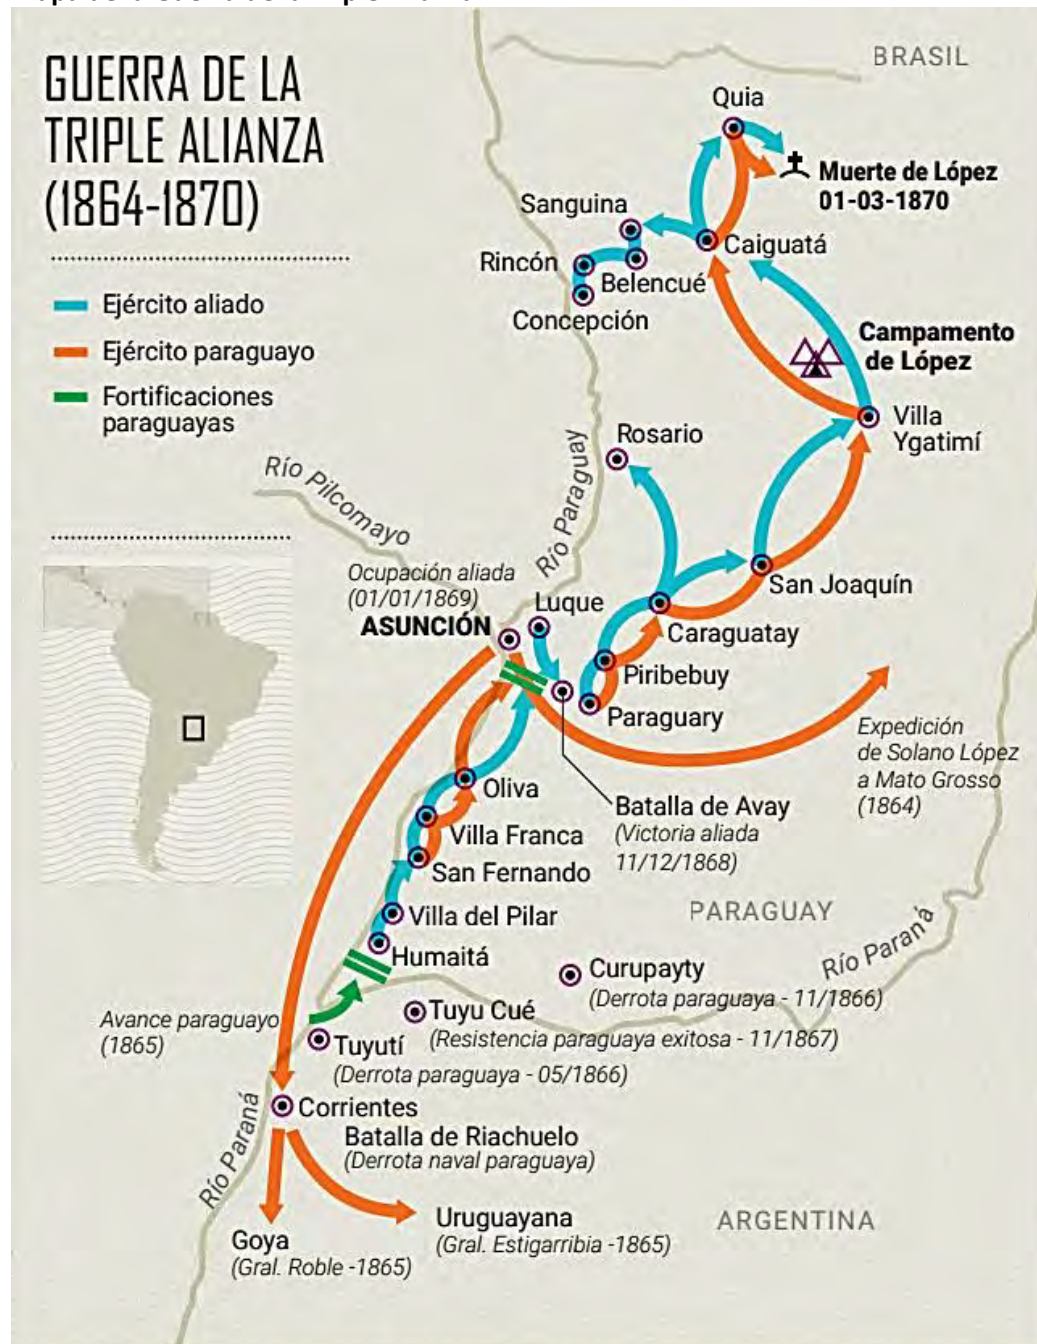 GUERRA DE LA
TRIPLE ALIANZA
(1864-1870)
Ejército aliado
Ejército paraguayo
Fortificaciones
paraguayas
BRASIL
Quia
Muerte de López
01-03-1870
Sanguina
Caiguatá
Rincón
Belencué
Concepción
Campamento
de López
Villa
Ygatimí
Rosario
Río Paraguay
Río Pilcomayo
Ocupación aliada
(01/01/1869)
ASUNCIÓN
Luque
San Joaquín
Caraguatay
Piribebuy
Paraguary
Expedición
de Solano López
a Mato Grosso
(1864)
Oliva
Batalla de Avay
(Victoria aliada
11/12/1868)
Villa Franca
San Fernando
Villa del Pilar
PARAGUAY
Humaitá
Río Paraná
Curupayty
(Derrota paraguaya - 11/1866)
Tuyu Cué
(Resistencia paraguaya exitosa - 11/1867)
Avance paraguayo
(1865)
Tuyutí
(Derrota paraguaya - 05/1866)
Corrientes
Batalla de Riachuelo
(Derrota naval paraguaya)
Río Paraná
Uruguayana
(Gral. Estigarribia -1865)
ARGENTINA
Goya
(Gral. Roble -1865)